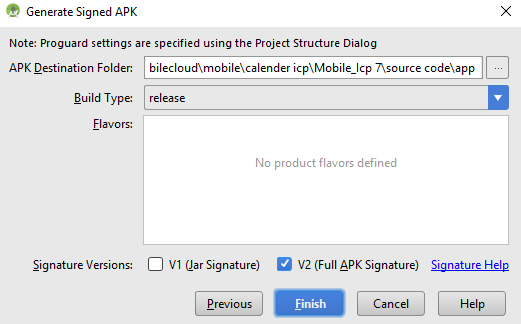 Generate Signed APK
Note: Proguard settings are specified using the Project Structure Dialog
APK Destination Folder: bilecloud\mobile\calender icp\Mobile_Icp 7\source code\app ...
Build Type: release
Flavors:
No product flavors defined
Signature Versions: V1 (Jar Signature) V2 (Full APK Signature) Signature Help
Previous Finish Cancel Help